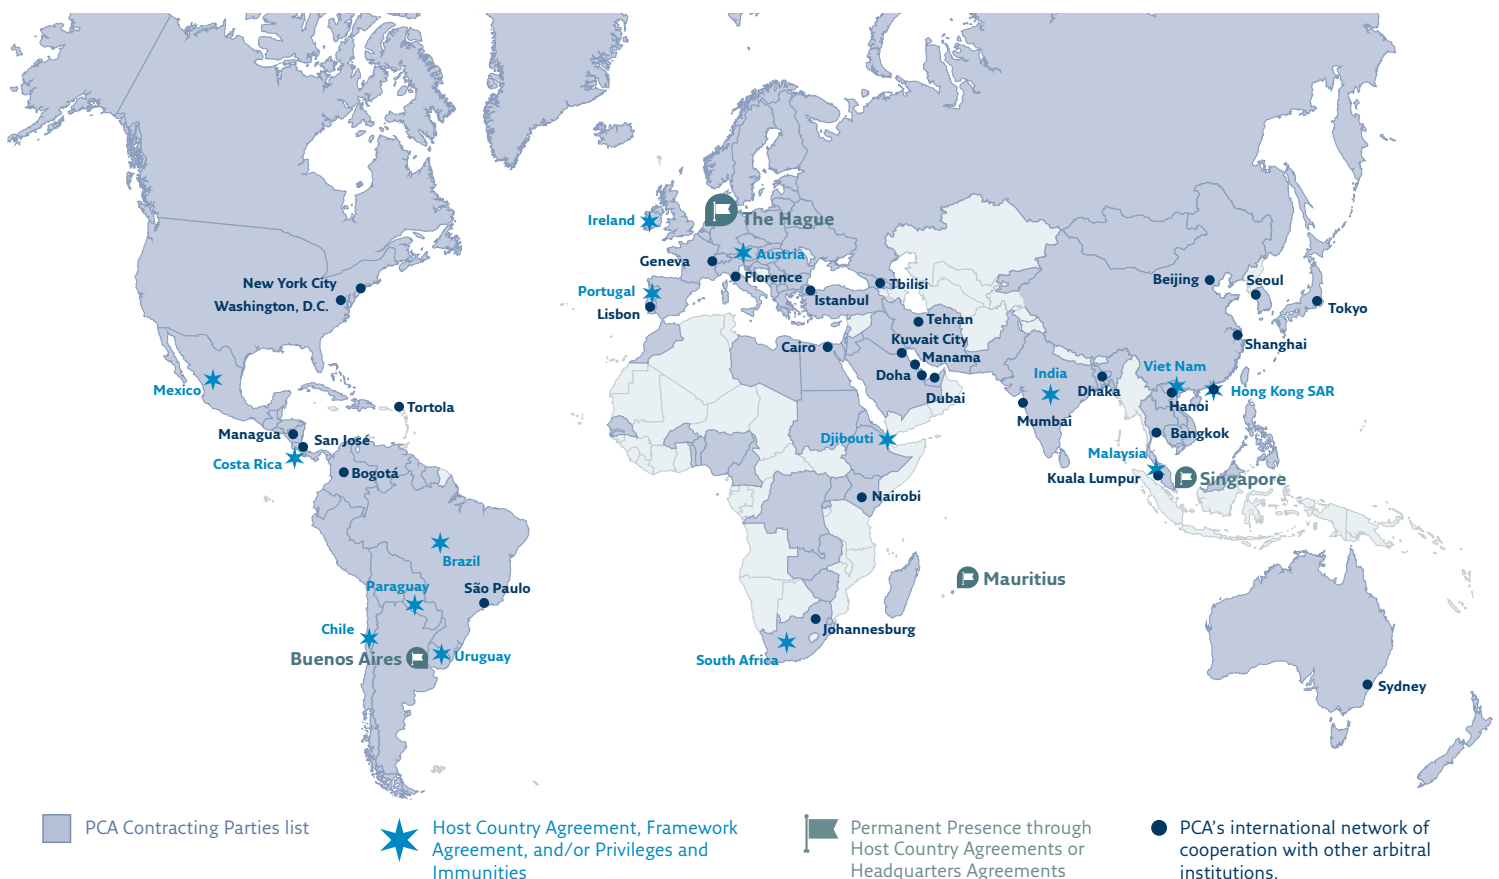 Ireland
The Hague
Geneva
Austria
Florence
Portugal
Lisbon
Istanbul
Tbilisi
New York City
Washington, D.C.
Beijing
Seoul
Tokyo
Tehran
Kuwait City
Cairo
Manama
Doha
Dubai
Shanghai
Mexico
India
Viet Nam
Dhaka
Hong Kong SAR
Hanoi
Mumbai
Tortola
Managua
San José
Costa Rica
Bogotá
Djibouti
Bangkok
Malaysia
Kuala Lumpur
Singapore
Nairobi
Brazil
Paraguay
São Paulo
Mauritius
Chile
Buenos Aires
Uruguay
Johannesburg
South Africa
Sydney
PCA Contracting Parties list
Host Country Agreement, Framework
Agreement, and/or Privileges and
Immunities
Permanent Presence through
Host Country Agreements or
Headquarters Agreements
PCA’s international network of
cooperation with other arbitral
institutions.